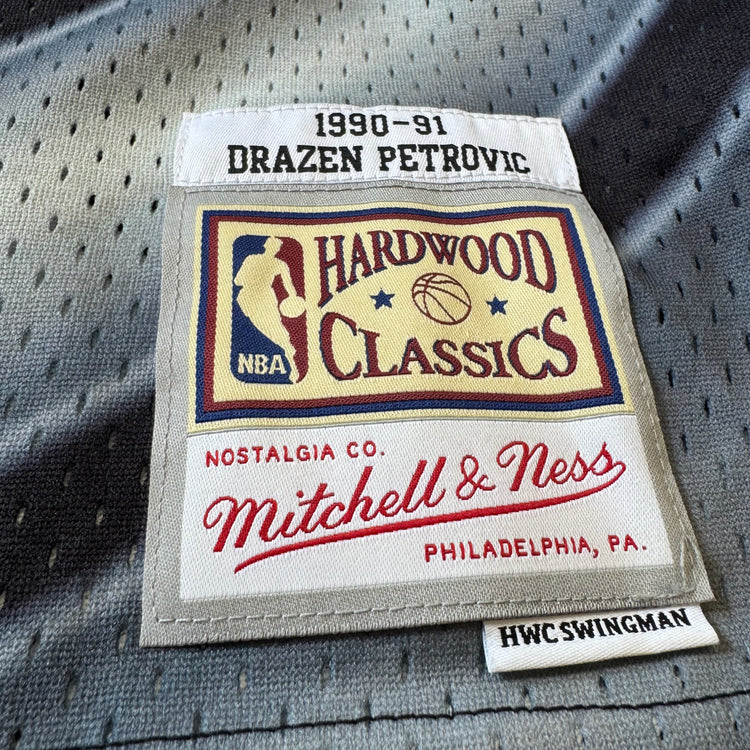 1990-91
DRAZEN PETROVIC
HARDWOOD
CLASSICS
NBA
NOSTALGIA CO.
Mitchell & Ness
PHILADELPHIA, PA.
HWC SWINGMAN